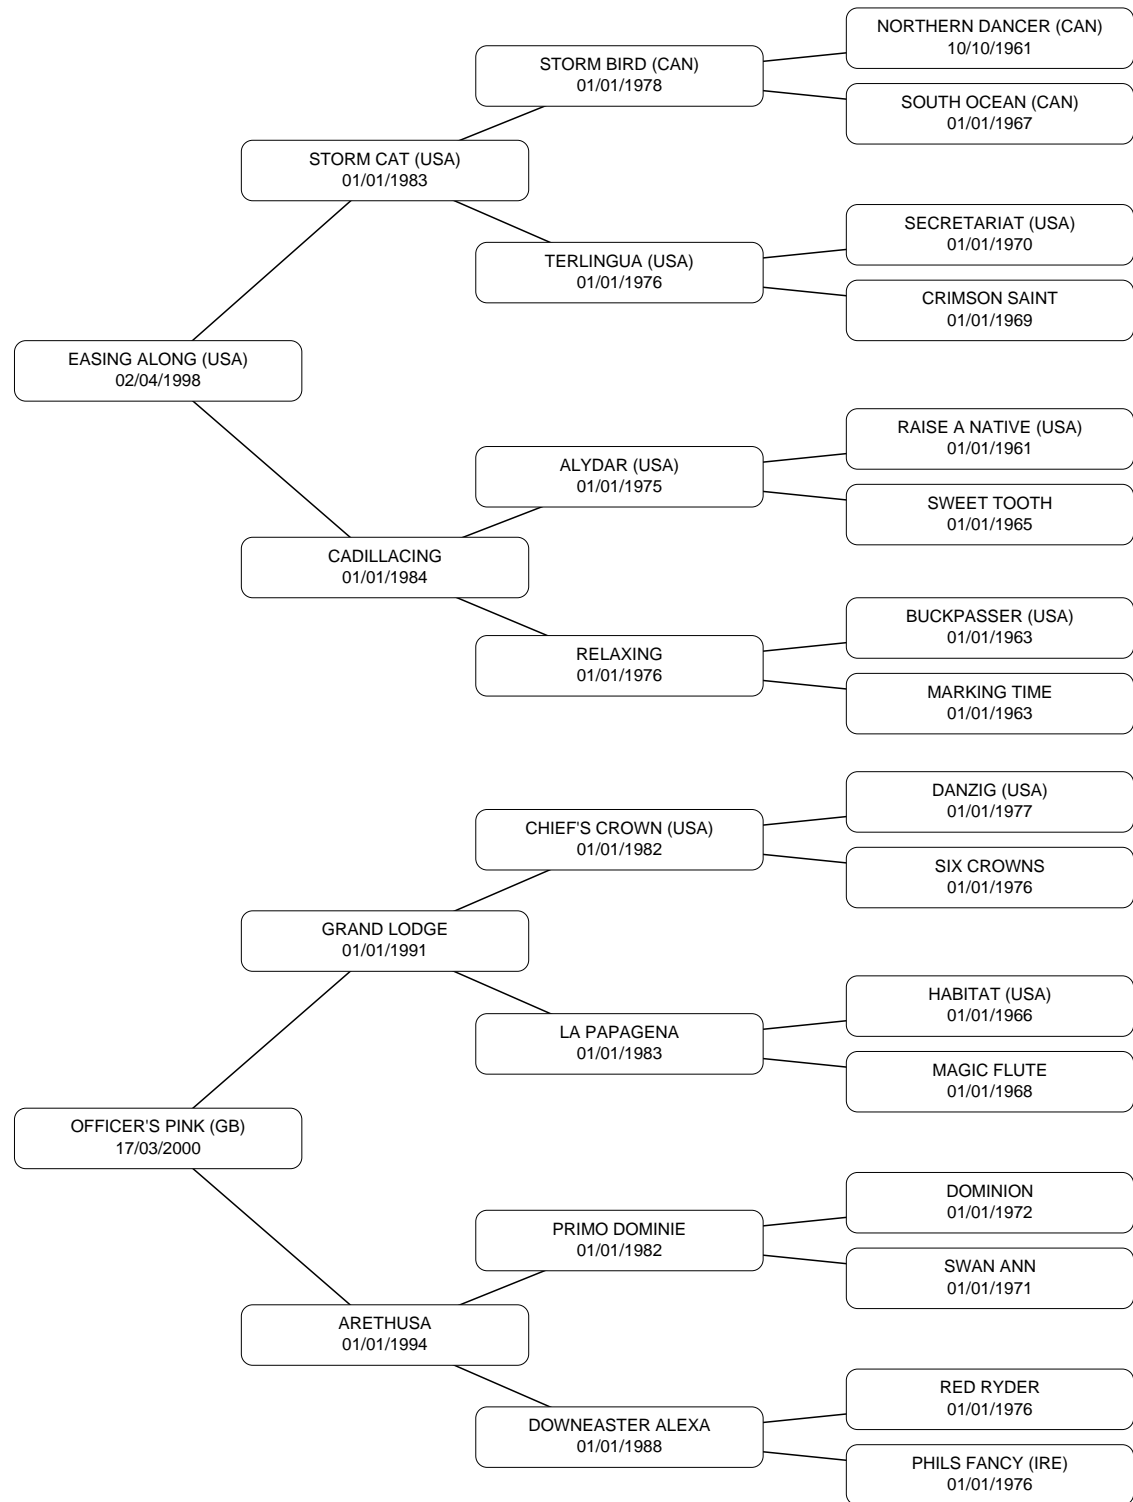 NORTHERN DANCER (CAN)
10/10/1961
STORM BIRD (CAN)
01/01/1978
SOUTH OCEAN (CAN)
01/01/1967
STORM CAT (USA)
01/01/1983
SECRETARIAT (USA)
01/01/1970
TERLINGUA (USA)
01/01/1976
CRIMSON SAINT
01/01/1969
EASING ALONG (USA)
02/04/1998
RAISE A NATIVE (USA)
01/01/1961
ALYDAR (USA)
01/01/1975
SWEET TOOTH
01/01/1965
CADILLACING
01/01/1984
BUCKPASSER (USA)
01/01/1963
RELAXING
01/01/1976
MARKING TIME
01/01/1963
DANZIG (USA)
01/01/1977
CHIEF'S CROWN (USA)
01/01/1982
SIX CROWNS
01/01/1976
GRAND LODGE
01/01/1991
HABITAT (USA)
01/01/1966
LA PAPAGENA
01/01/1983
MAGIC FLUTE
01/01/1968
OFFICER'S PINK (GB)
17/03/2000
DOMINION
01/01/1972
PRIMO DOMINIE
01/01/1982
SWAN ANN
01/01/1971
ARETHUSA
01/01/1994
RED RYDER
01/01/1976
DOWNEASTER ALEXA
01/01/1988
PHILS FANCY (IRE)
01/01/1976